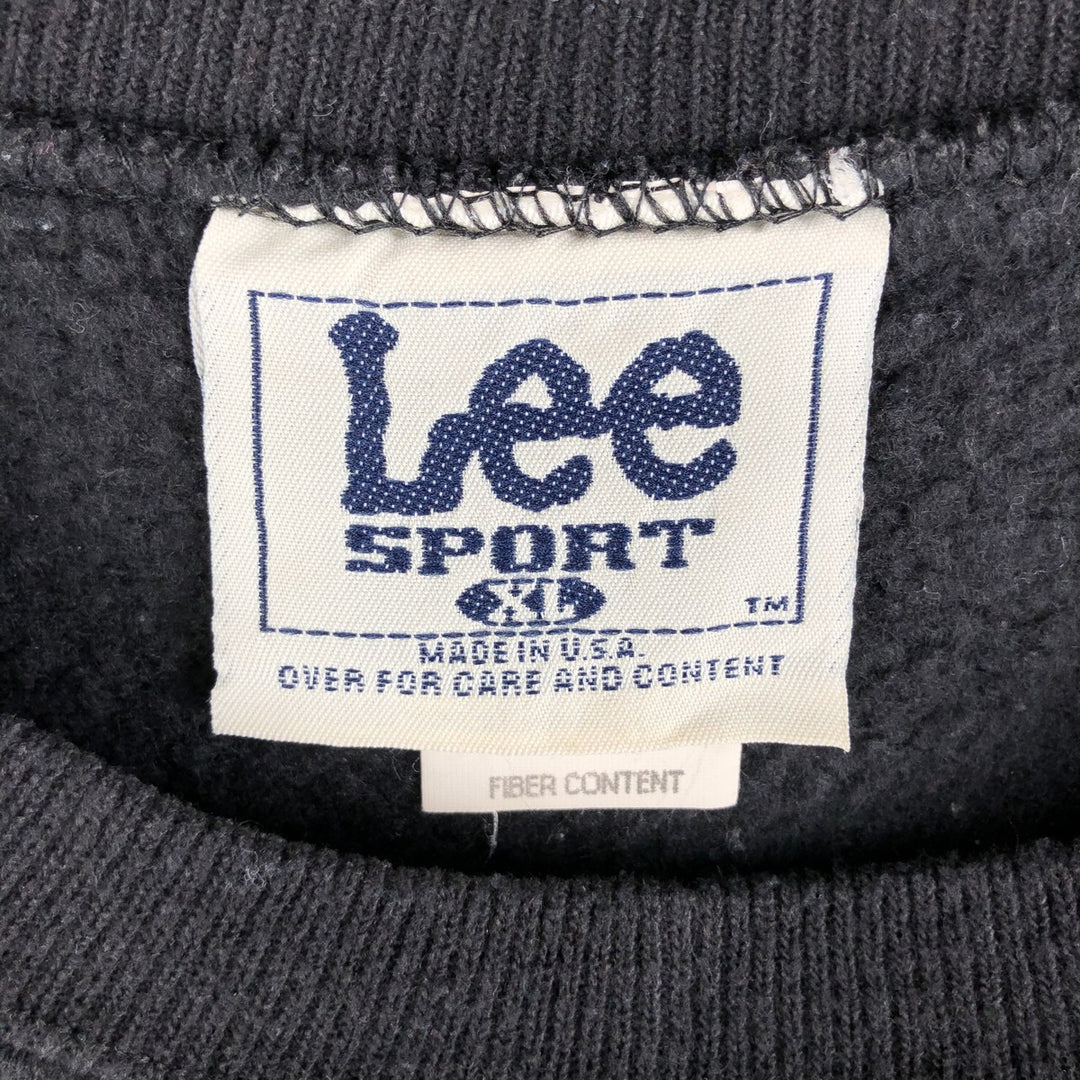 Lee
SPORT
XL
TM
MADE IN U.S.A.
OVER FOR CARE AND CONTENT
FIBER CONTENT